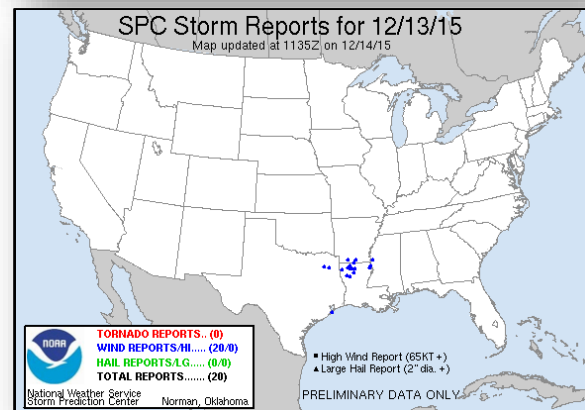 SPC Storm Reports for 12/13/15
Map updated at 1135Z on 12/14/15
TORNADO REPORTS.. (0)
WIND REPORTS/HI..... (20/0)
HAIL REPORTS/LG..... (0/0)
TOTAL REPORTS....... (20)
NOAA
National Weather Service
Storm Prediction Center Norman, Oklahoma
High Wind Report (65KT +)
Large Hail Report (2" dia. +)
PRELIMINARY DATA ONLY